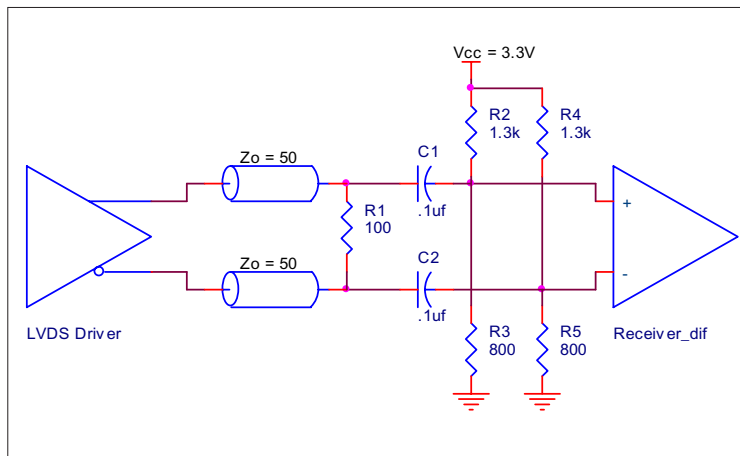 Vcc = 3.3V
R2
1.3k
R4
1.3k
Zo = 50
C1
.1uf
R1
100
+
Zo = 50
C2
.1uf
-
LVDS Driver
R3
800
R5
800
Receiver_dif